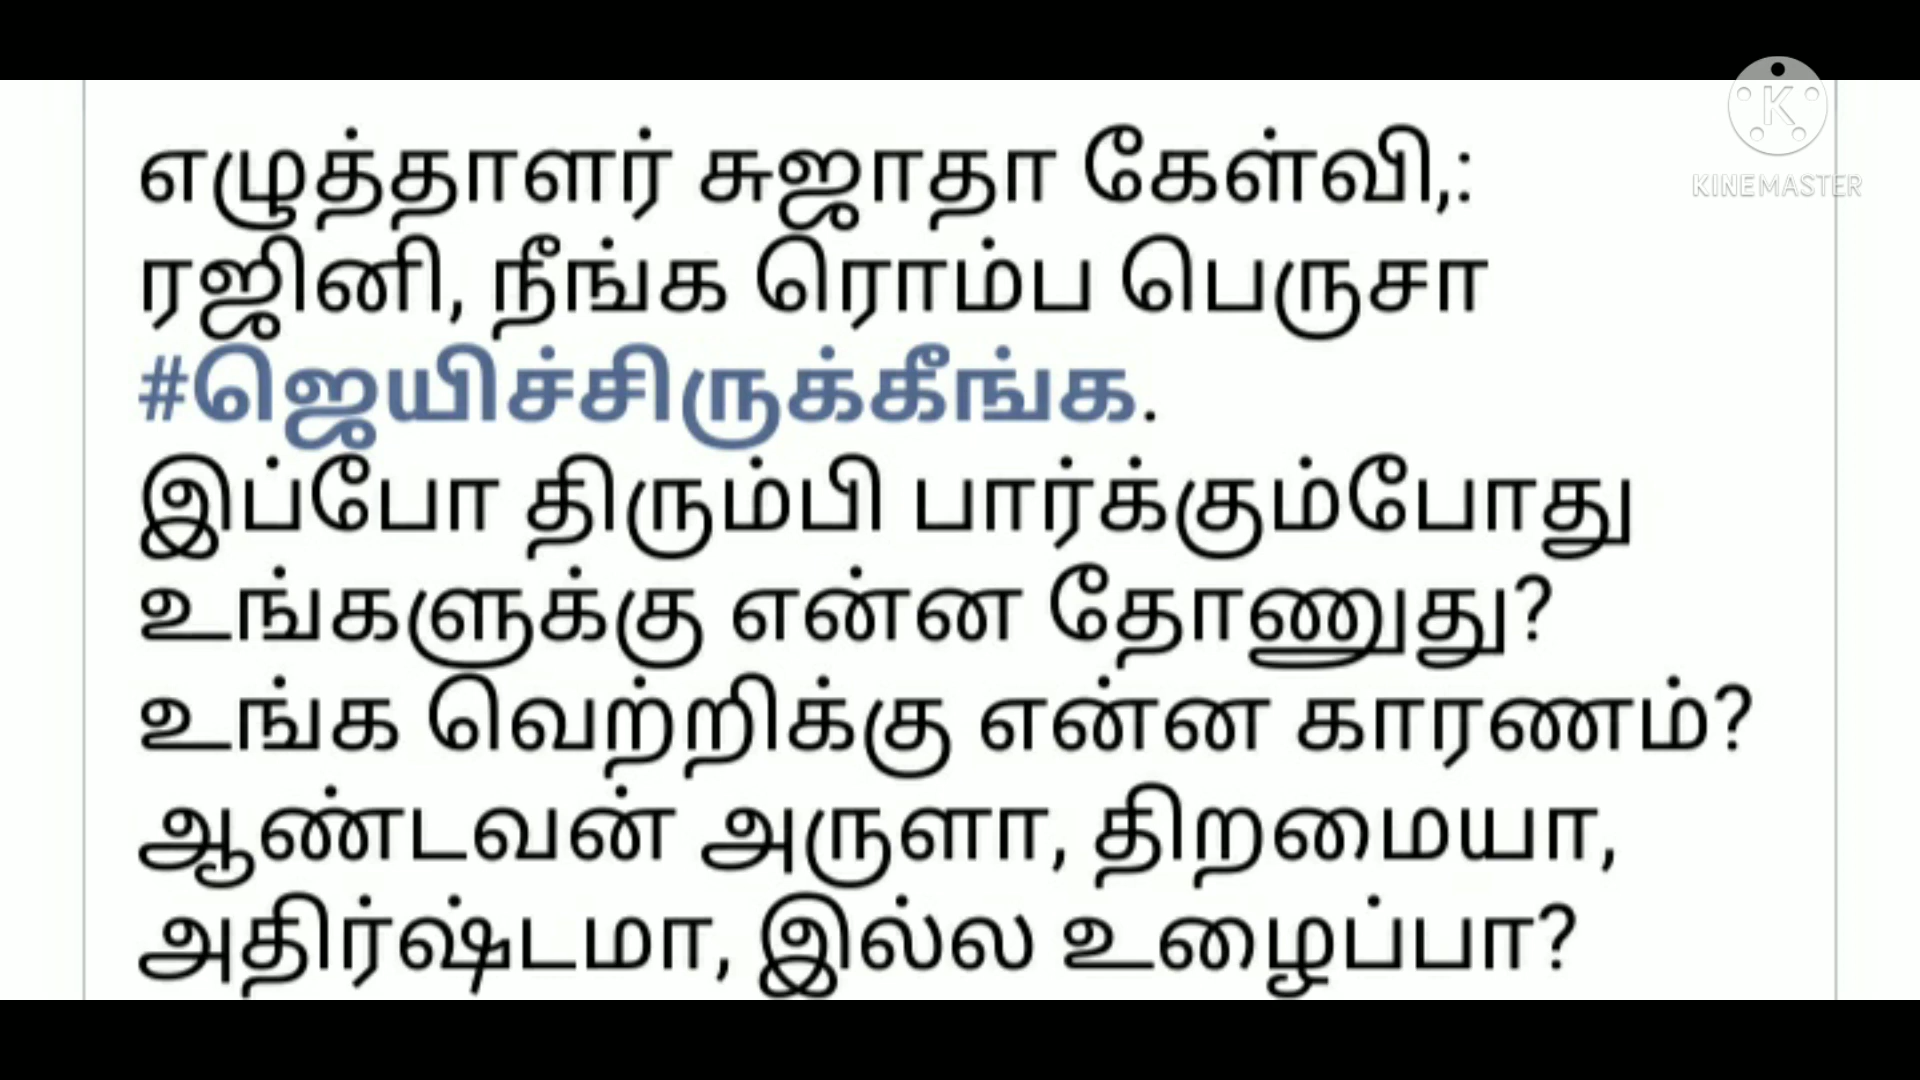 எழுத்தாளர் சுஜாதா கேள்வி,:
ரஜினி, நீங்க ரொம்ப பெருசா
#ஜெயிச்சிருக்கீங்க.
இப்போ திரும்பி பார்க்கும்போது
உங்களுக்கு என்ன தோணுது?
உங்க வெற்றிக்கு என்ன காரணம்?
ஆண்டவன் அருளா, திறமையா,
அதிர்ஷ்டமா, இல்ல உழைப்பா?
K
KINEMASTER